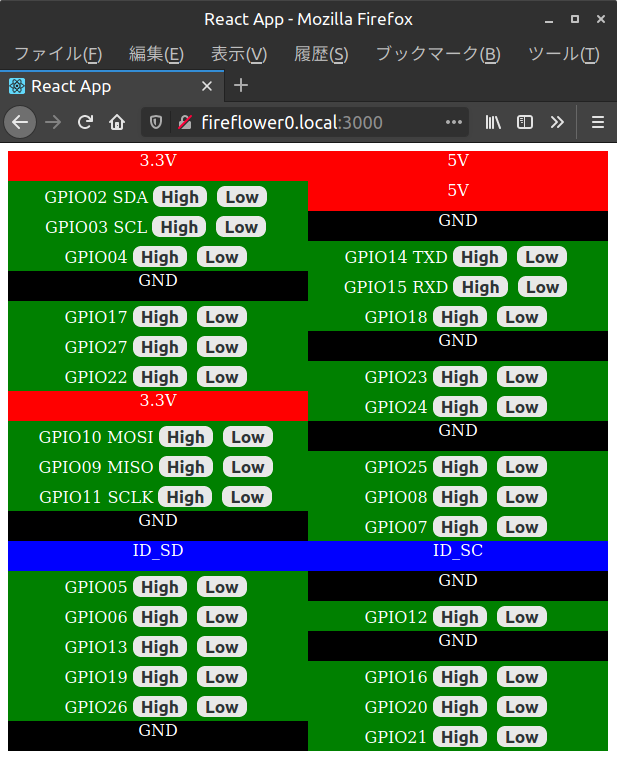 React App - Mozilla Firefox
ファイル(F) 編集(E) 表示(V) 履歴(S) ブックマーク(B) ツール(T)
React App
fireflower0.local:3000
3.3V 5V
5V
GPIO02 SDA High Low
GND
GPIO03 SCL High Low
GPIO04 High Low GPIO14 TXD High Low
GND GPIO15 RXD High Low
GPIO17 High Low GPIO18 High Low
GPIO27 High Low GND
GPIO22 High Low GPIO23 High Low
3.3V GPIO24 High Low
GPIO10 MOSI High Low GND
GPIO09 MISO High Low GPIO25 High Low
GPIO11 SCLK High Low GPIO08 High Low
GND GPIO07 High Low
ID_SD ID_SC
GPIO05 High Low GND
GPIO06 High Low GPIO12 High Low
GPIO13 High Low GND
GPIO19 High Low GPIO16 High Low
GPIO26 High Low GPIO20 High Low
GND GPIO21 High Low